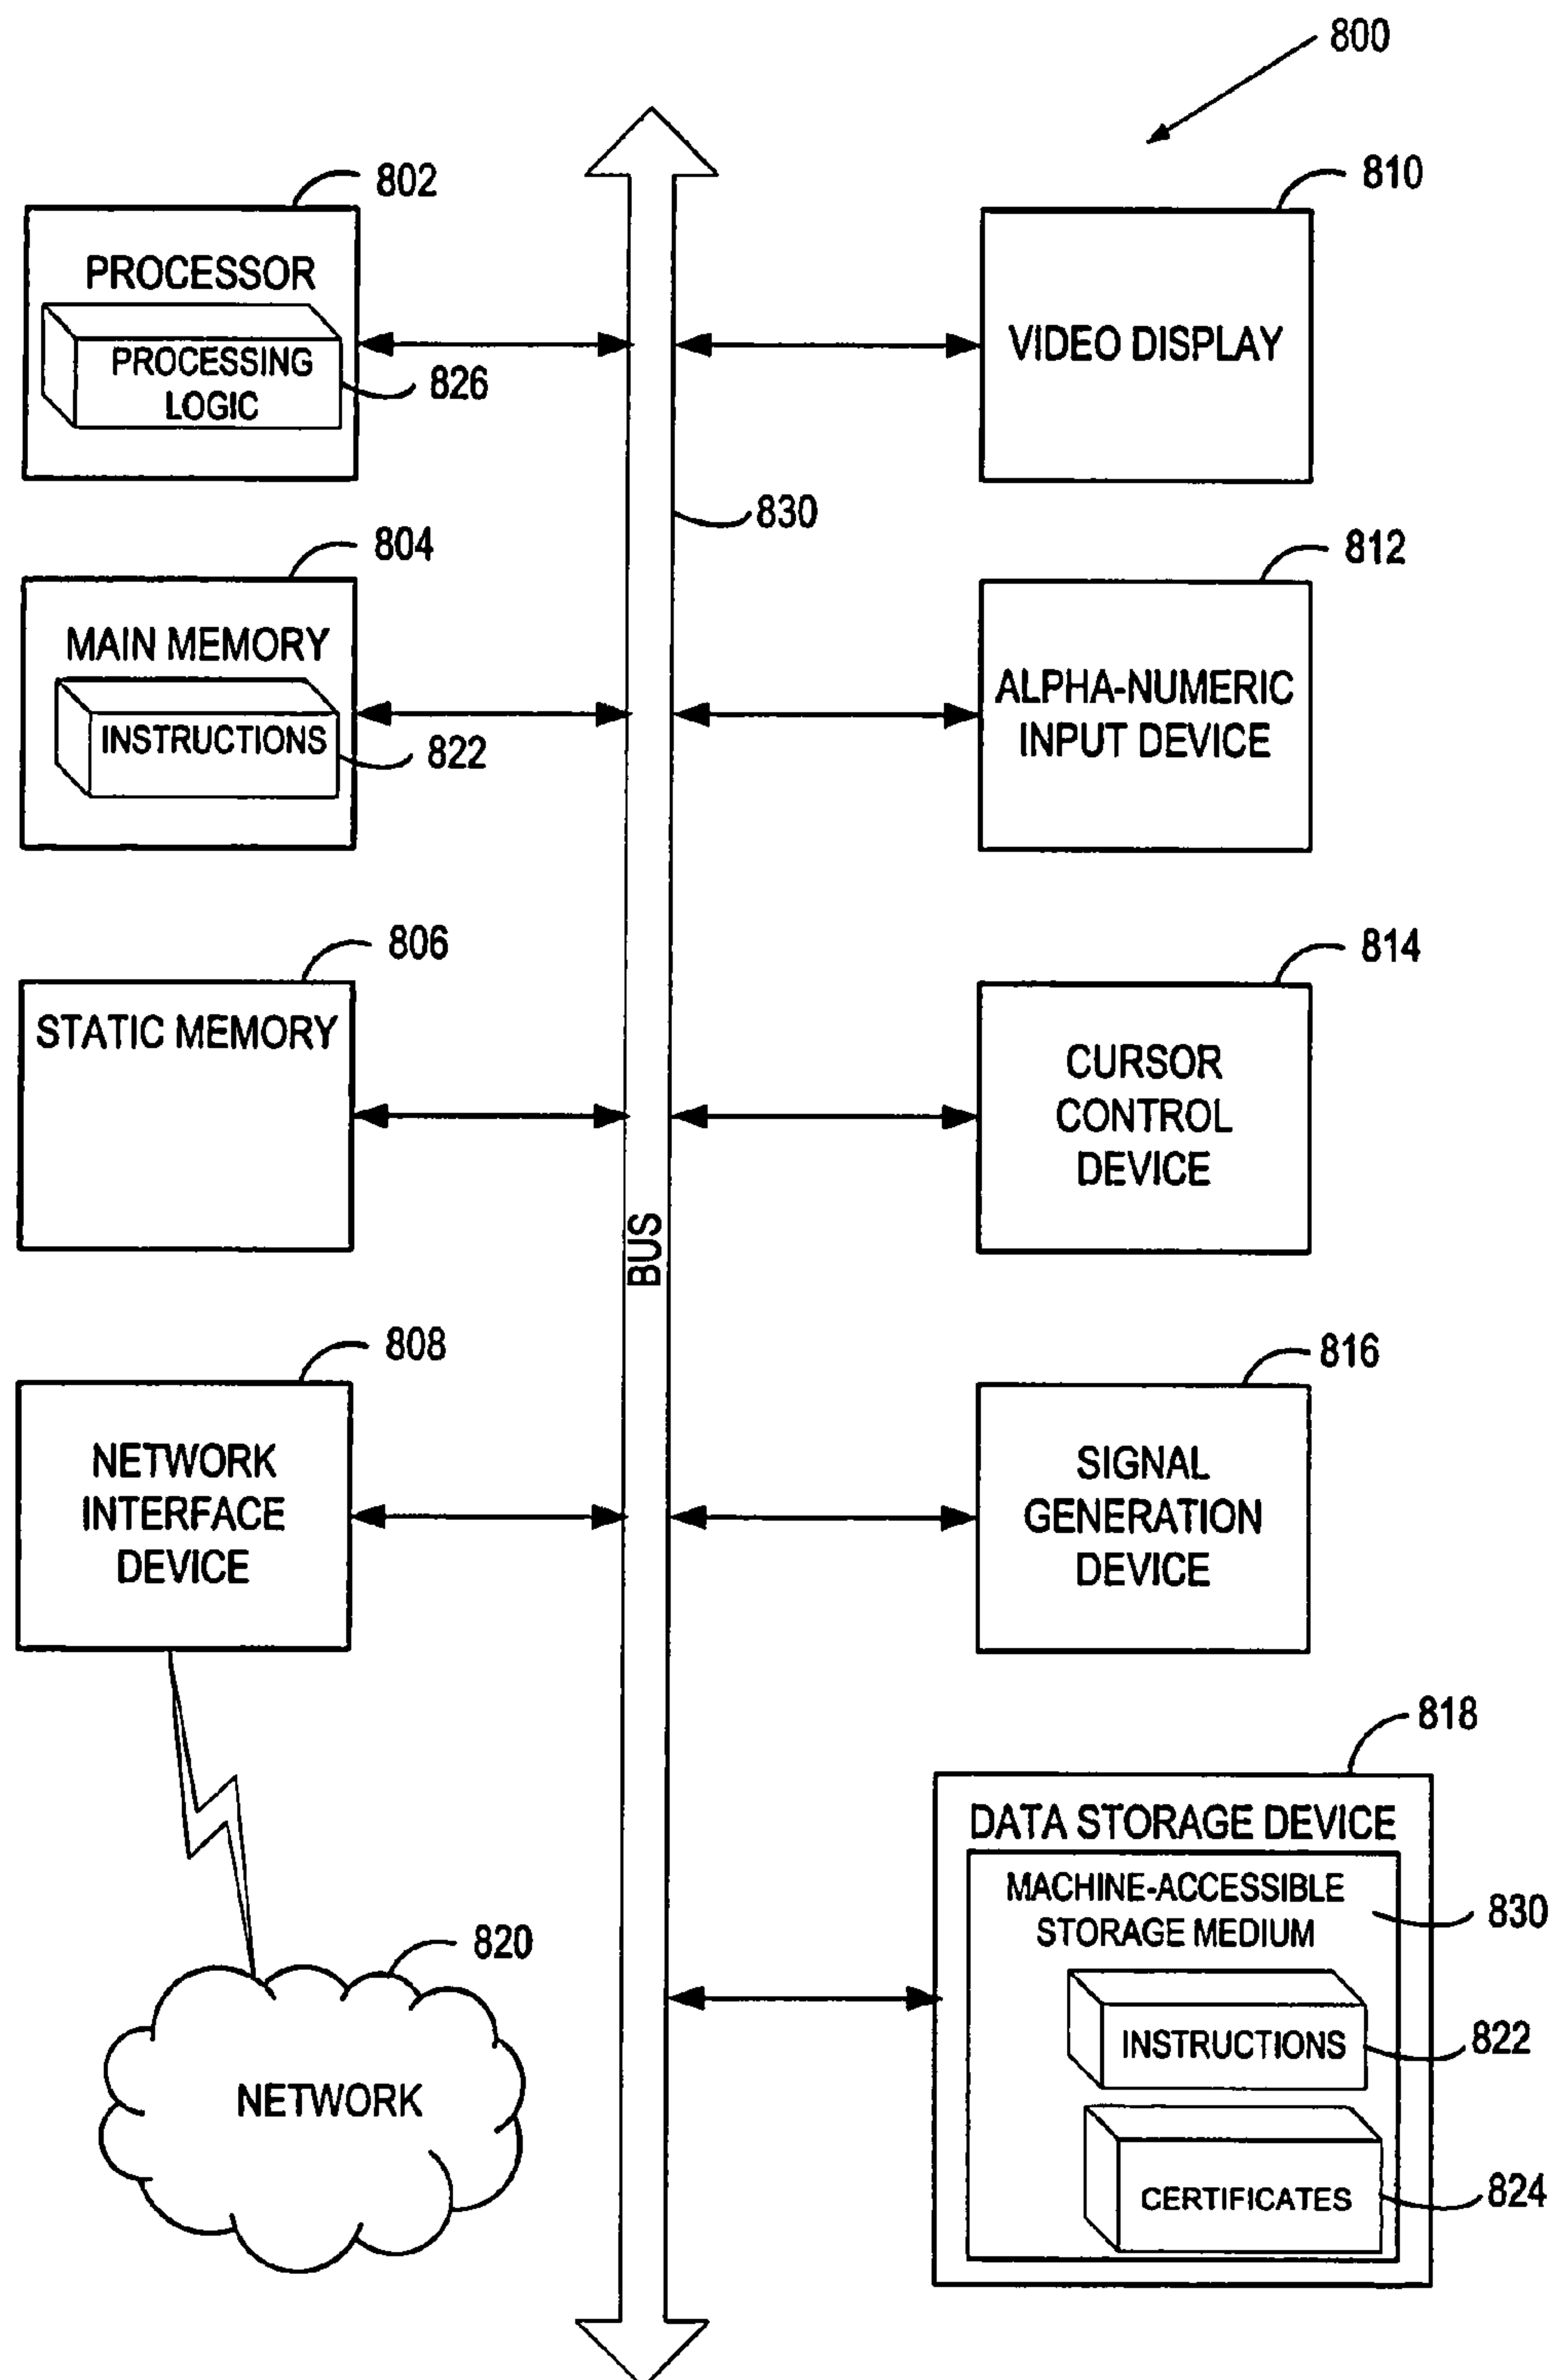 800
802
PROCESSOR
PROCESSING
LOGIC
826
810
VIDEO DISPLAY
830
804
MAIN MEMORY
INSTRUCTIONS
822
812
ALPHA-NUMERIC
INPUT DEVICE
806
STATIC MEMORY
814
CURSOR
CONTROL
DEVICE
BUS
808
NETWORK
INTERFACE
DEVICE
816
SIGNAL
GENERATION
DEVICE
818
DATA STORAGE DEVICE
MACHINE-ACCESSIBLE
STORAGE MEDIUM
830
INSTRUCTIONS
822
CERTIFICATES
824
820
NETWORK